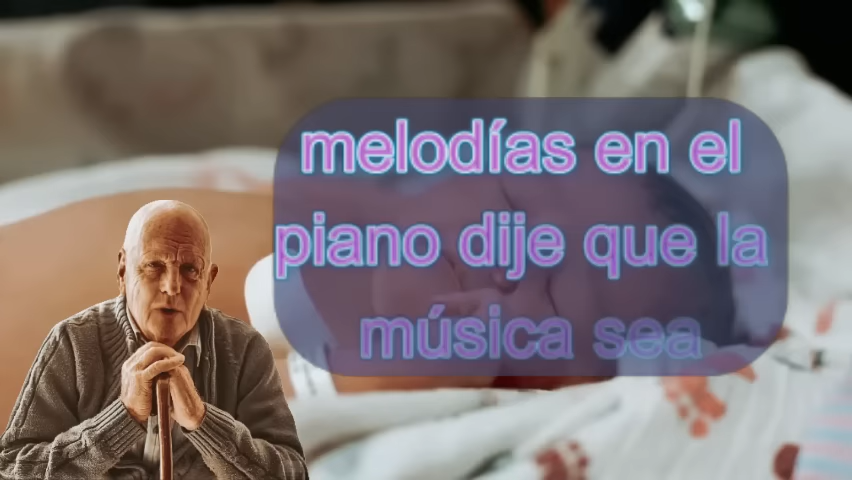 melodías en el
piano dije que la
música sea